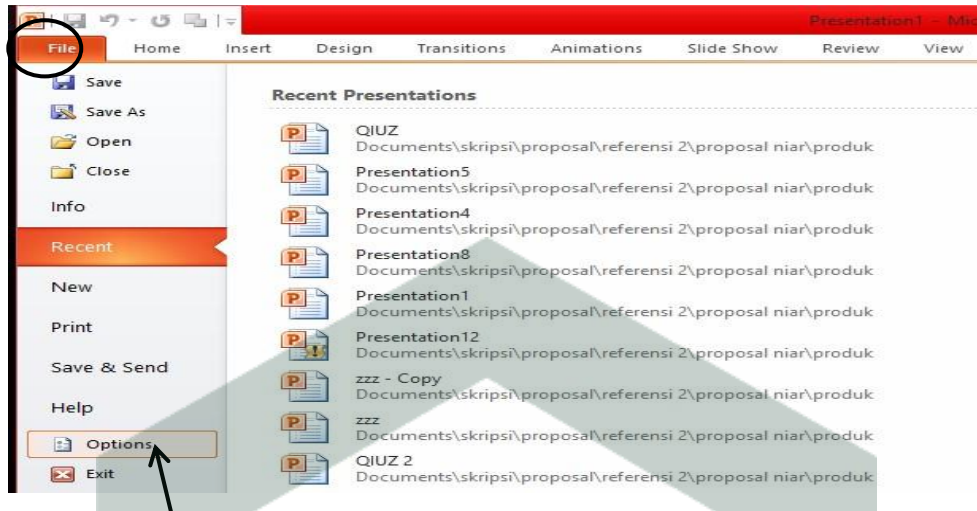 Presentation1 - Mic
File Home Insert Design Transitions Animations Slide Show Review View
Save
Save As
Open
Close
Info
Recent
New
Print
Save & Send
Help
Options
Exit
Recent Presentations
QIUZ
Documents\skripsi\proposal\referensi 2\proposal niar\produk
Presentation5
Documents\skripsi\proposal\referensi 2\proposal niar\produk
Presentation4
Documents\skripsi\proposal\referensi 2\proposal niar\produk
Presentation8
Documents\skripsi\proposal\referensi 2\proposal niar\produk
Presentation1
Documents\skripsi\proposal\referensi 2\proposal niar\produk
Presentation12
Documents\skripsi\proposal\referensi 2\proposal niar\produk
zzz - Copy
Documents\skripsi\proposal\referensi 2\proposal niar\produk
zzz
Documents\skripsi\proposal\referensi 2\proposal niar\produk
QIUZ 2
Documents\skripsi\proposal\referensi 2\proposal niar\produk